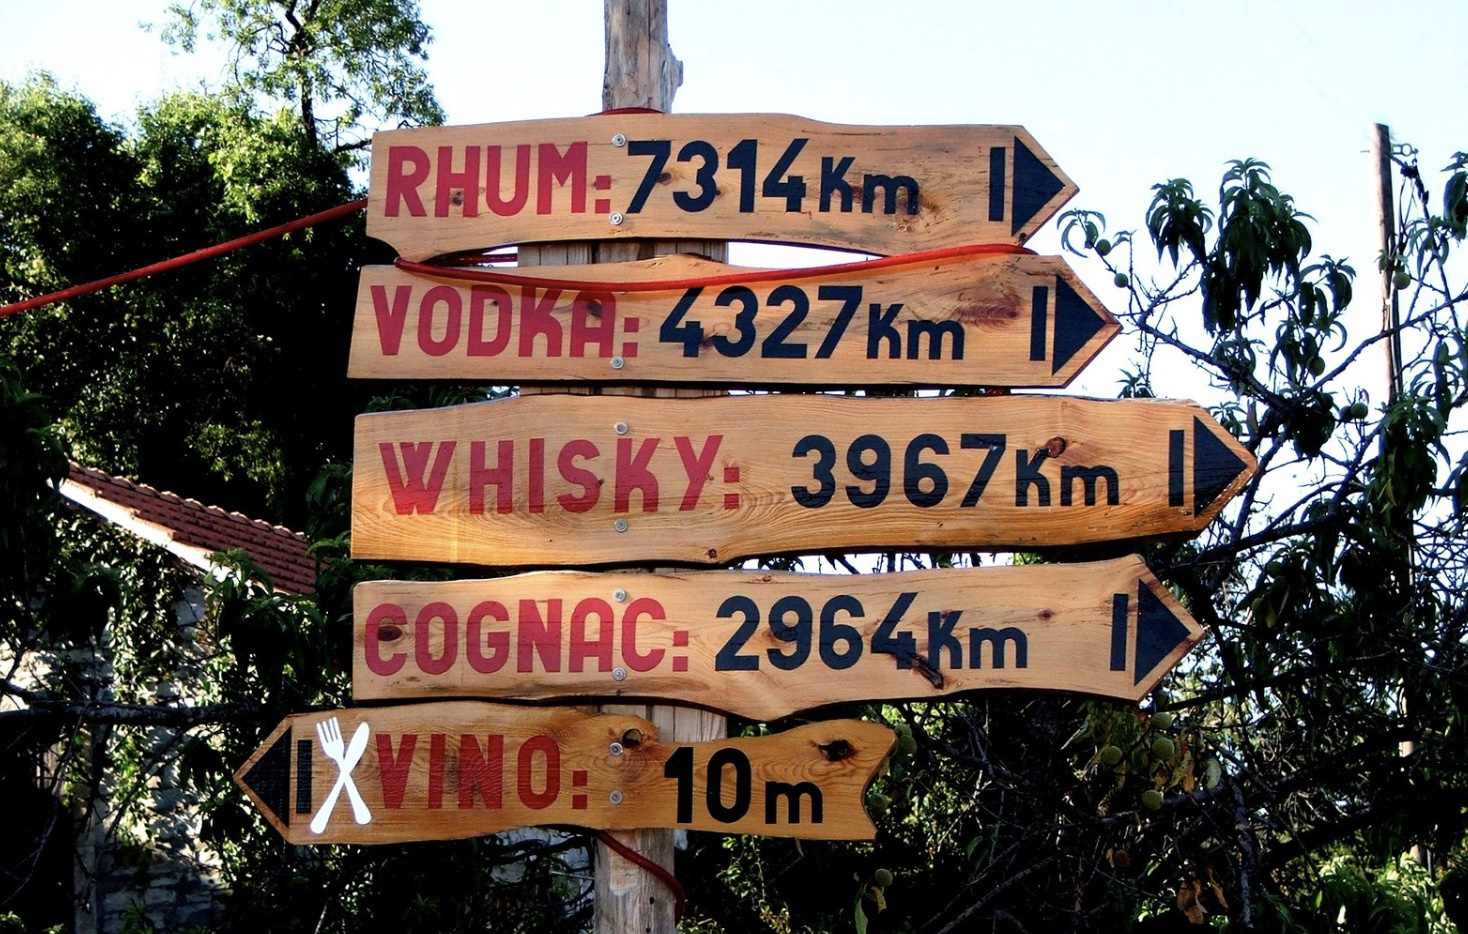 RHUM: 7314Km
VODKA: 4327Km
WHISKY: 3967Km
COGNAC: 2964Km
VINO: 10m